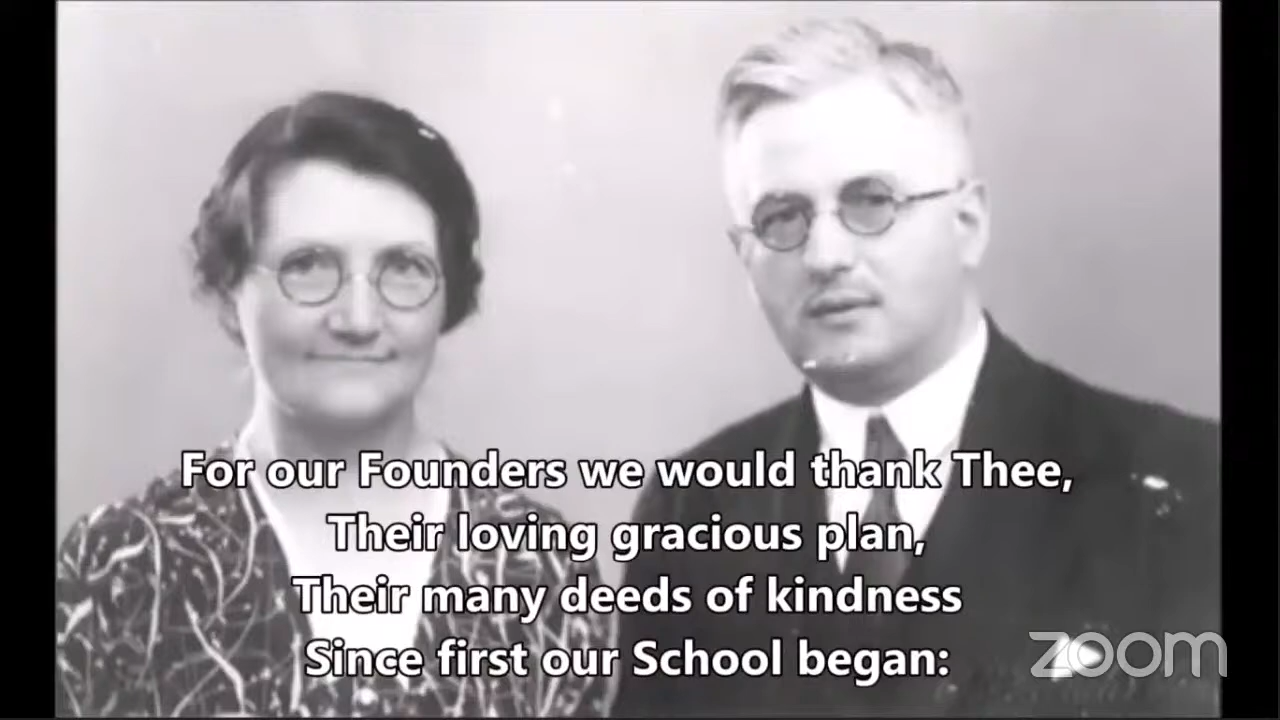 For our Founders we would thank Thee,
Their loving gracious plan,
Their many deeds of kindness
Since first our School began:
zoom